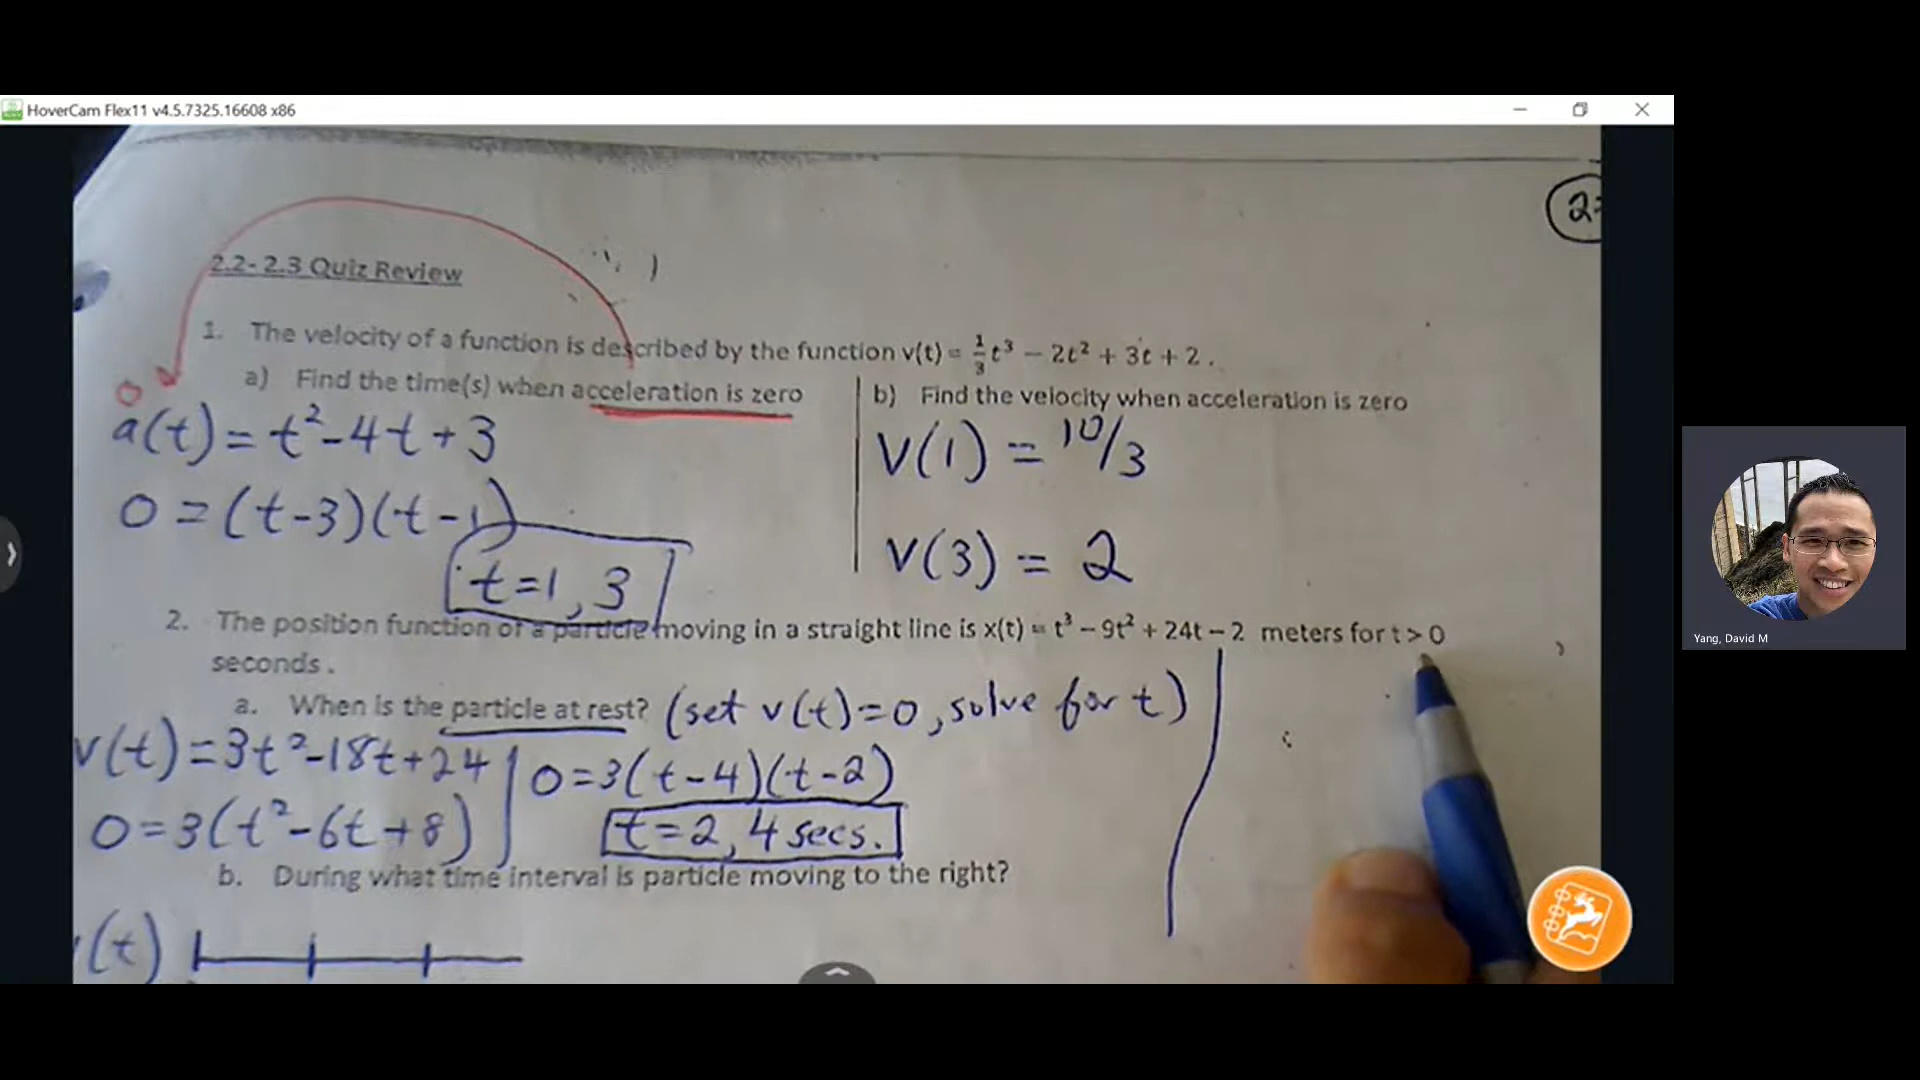 HoverCam Flex11 v4.5.7325.16608 x86
2.2- 2.3 Quiz Review
1. The velocity of a function is described by the function v(t) = 1/3 t³ − 2t² + 3t + 2 .
a) Find the time(s) when acceleration is zero
b) Find the velocity when acceleration is zero
0
a(t) = t² - 4t + 3
0 = (t-3)(t-1)
t=1, 3
V(1) = 10/3
V(3) = 2
2. The position function of a particle moving in a straight line is x(t) = t³ – 9t² + 24t – 2 meters for t > 0
seconds .
a. When is the particle at rest? (set v(t)=0, solve for t)
v(t) = 3t² - 18t + 24
0 = 3(t² - 6t + 8)
0 = 3(t-4)(t-2)
t = 2, 4 secs.
b. During what time interval is particle moving to the right?
(t)
Yang, David M